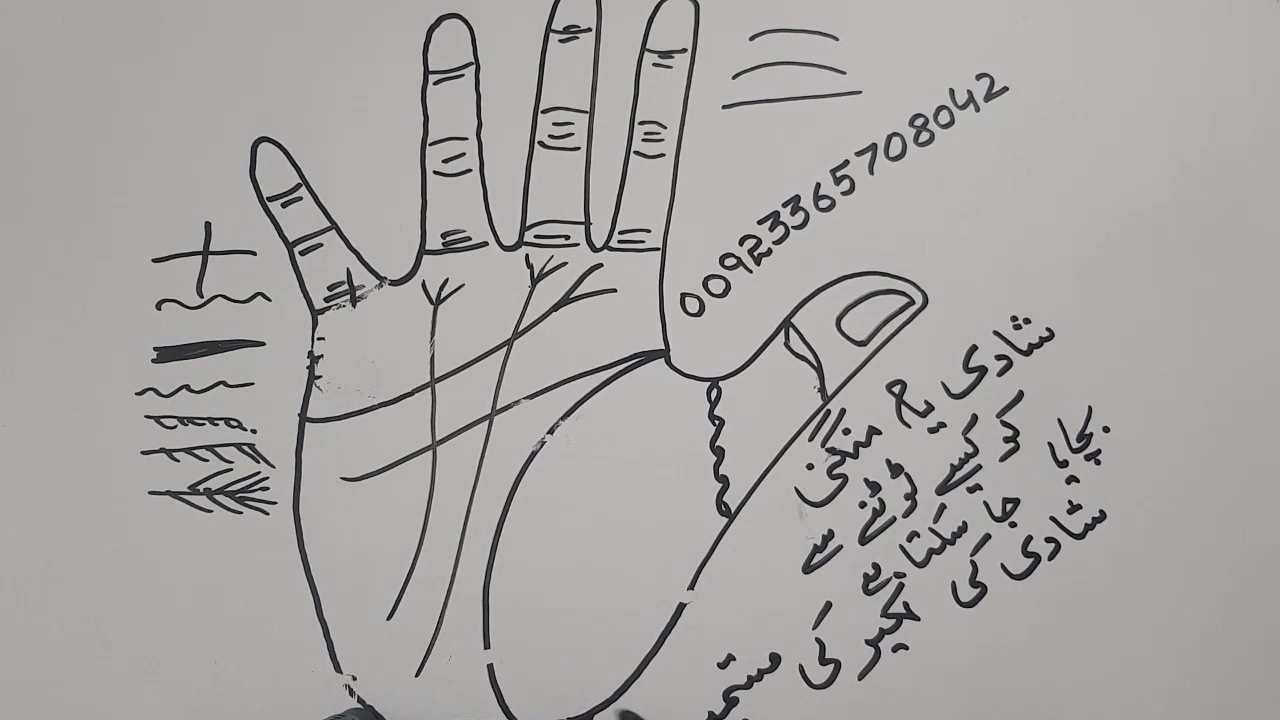 00923365708042
شادی یا منگنی
کو کیسے ٹوٹنے سے
بچایا جا سکتا ہے
شادی کی لکیر کی